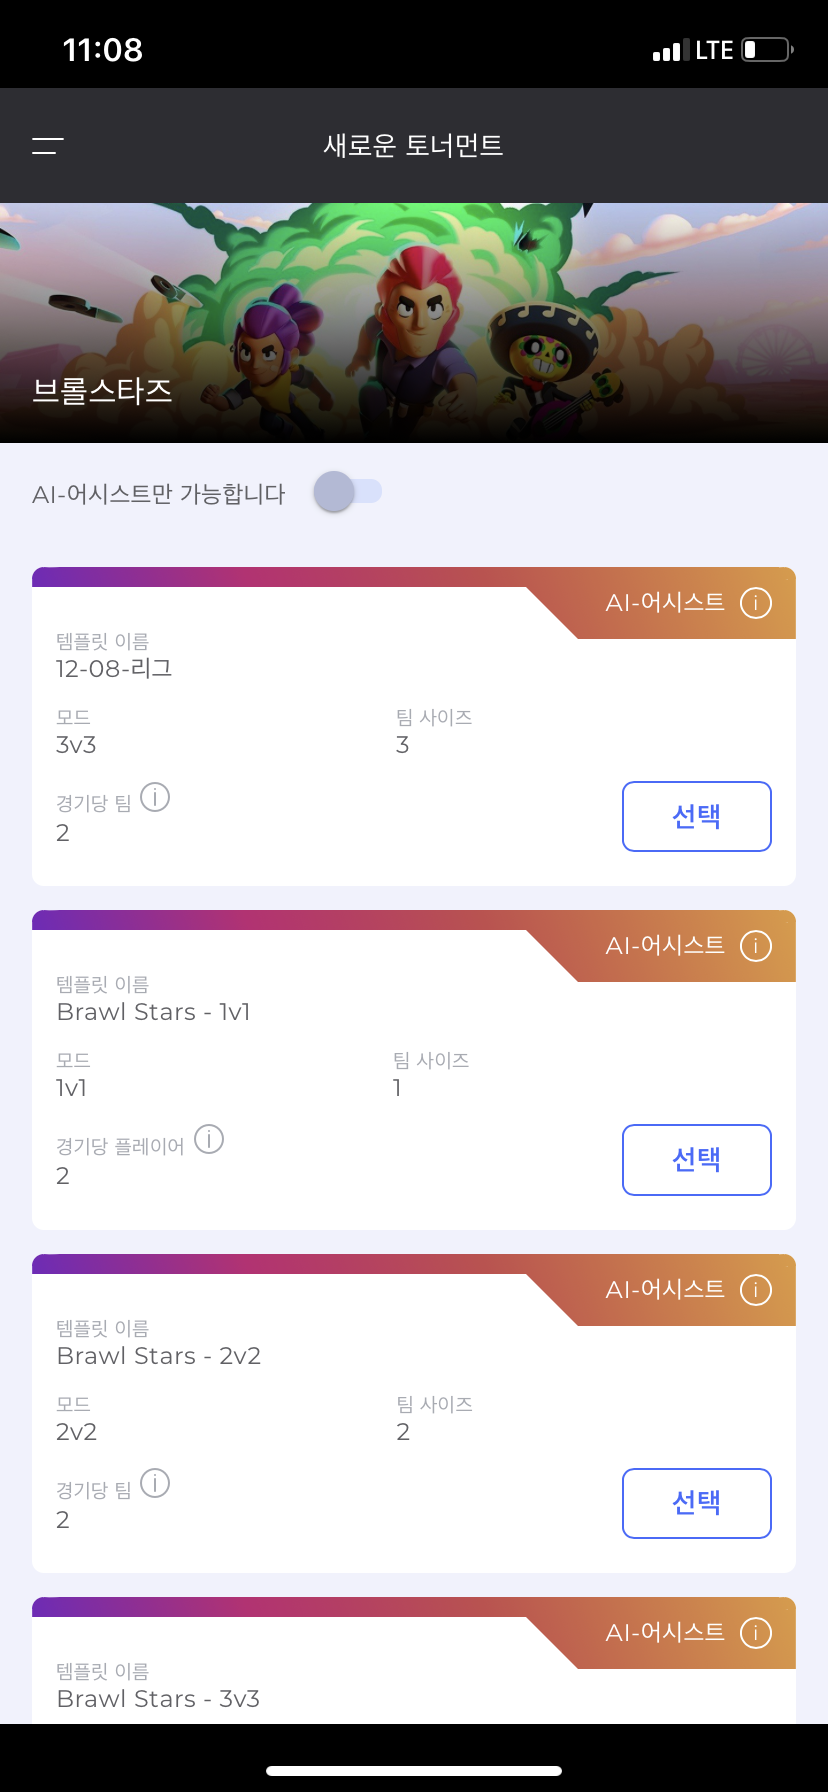 11:08
LTE
새로운 토너먼트
브롤스타즈
AI-어시스트만 가능합니다
AI-어시스트
템플릿 이름
12-08-리그
모드 팀 사이즈
3v3 3
경기당 팀
2
선택
AI-어시스트
템플릿 이름
Brawl Stars - 1v1
모드 팀 사이즈
1v1 1
경기당 플레이어
2
선택
AI-어시스트
템플릿 이름
Brawl Stars - 2v2
모드 팀 사이즈
2v2 2
경기당 팀
2
선택
AI-어시스트
템플릿 이름
Brawl Stars - 3v3